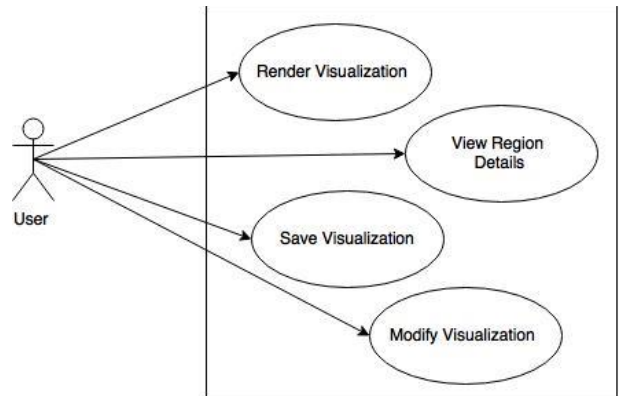 Render Visualization
View Region
Details
User
Save Visualization
Modify Visualization